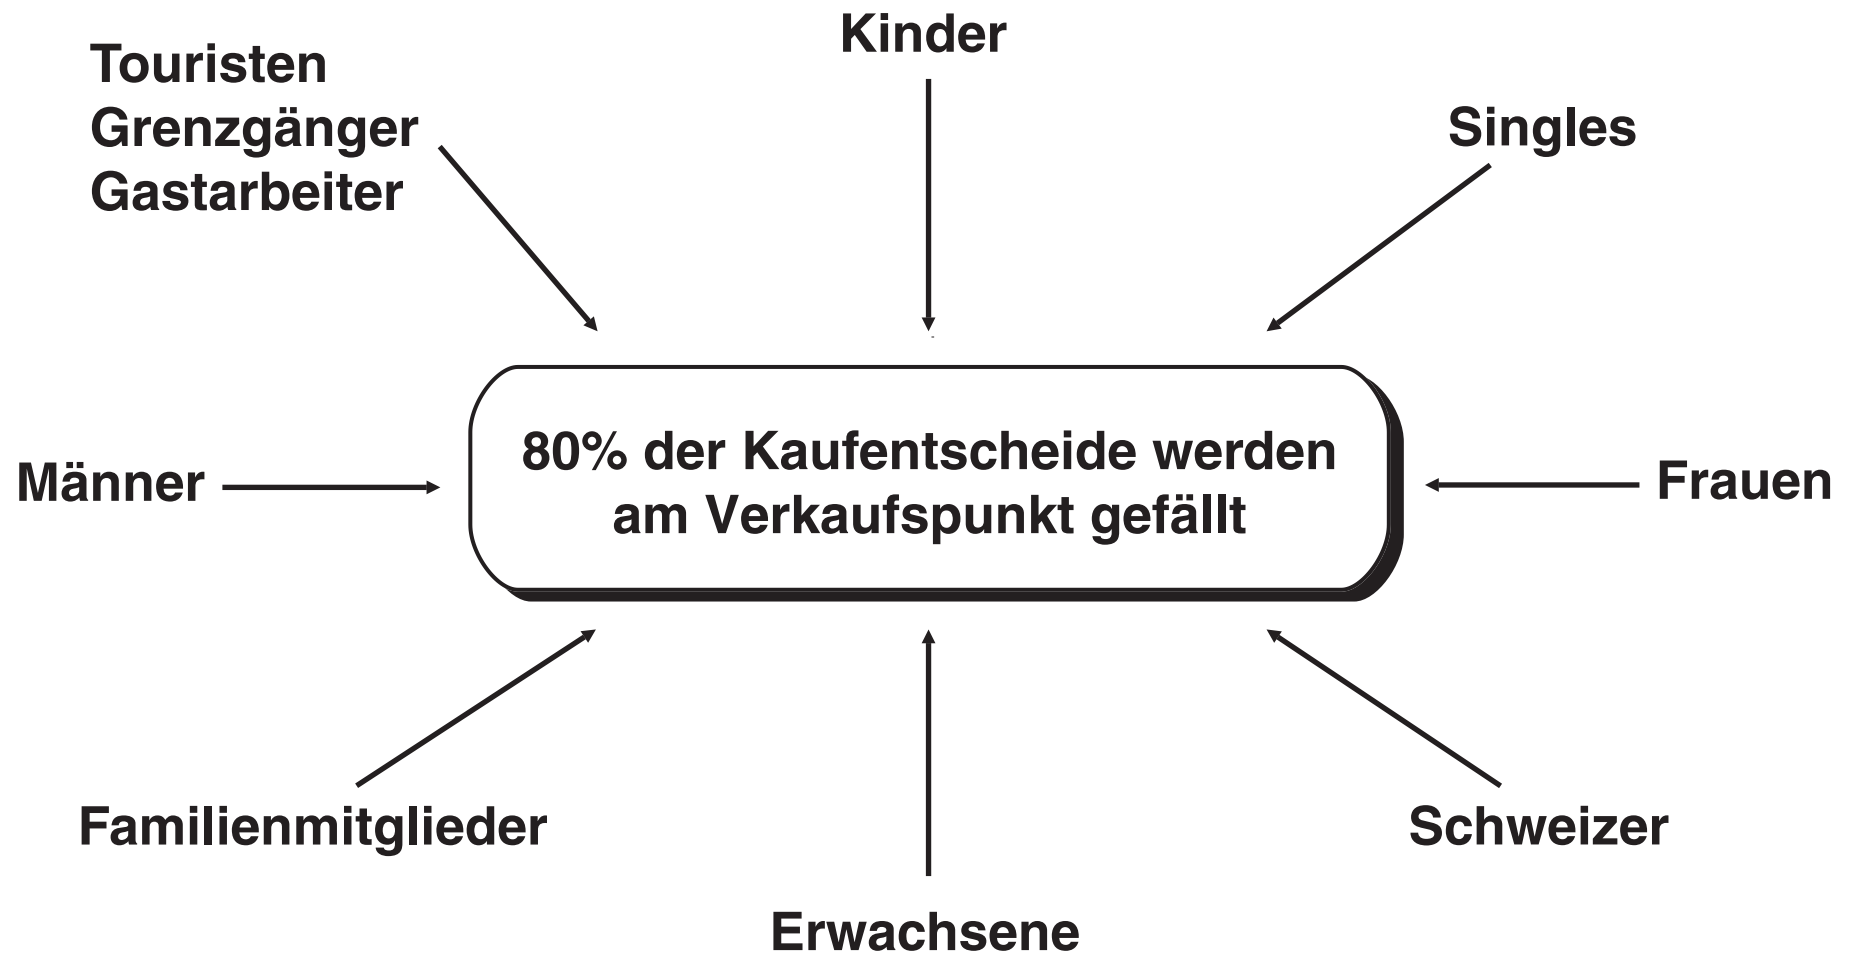 Kinder
Touristen
Grenzgänger
Gastarbeiter
Singles
80% der Kaufentscheide werden
am Verkaufspunkt gefällt
Männer
Frauen
Familienmitglieder
Schweizer
Erwachsene